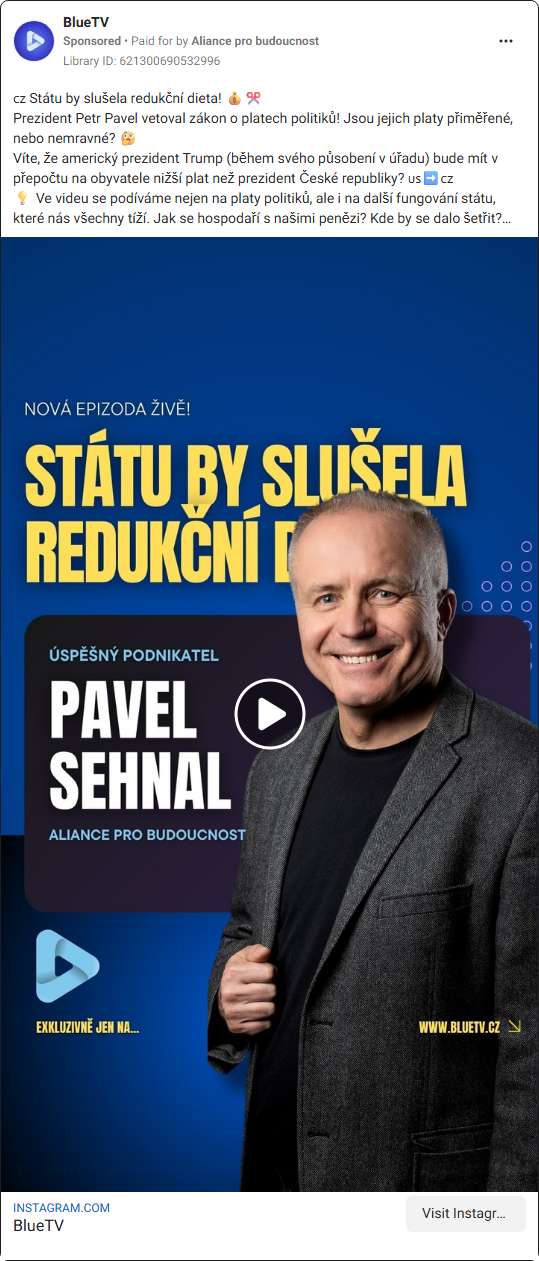 BlueTV
Sponsored • Paid for by Aliance pro budoucnost
Library ID: 621300690532996
cz Státu by slušela redukční dieta! 💰 🎀
Prezident Petr Pavel vetoval zákon o platech politiků! Jsou jejich platy přiměřené,
nebo nemravné? 🤔
Víte, že americký prezident Trump (během svého působení v úřadu) bude mít v
přepočtu na obyvatele nižší plat než prezident České republiky? us ➡️ cz
💡 Ve videu se podíváme nejen na platy politiků, ale i na další fungování státu,
které nás všechny tíží. Jak se hospodaří s našimi penězi? Kde by se dalo šetřit?...
NOVÁ EPIZODA ŽIVĚ!
STÁTU BY SLUŠELA
REDUKČNÍ D
ÚSPĚŠNÝ PODNIKATEL
PAVEL
SEHNAL
ALIANCE PRO BUDOUCNOST
EXKLUZIVNĚ JEN NA...
WWW.BLUETV.CZ
INSTAGRAM.COM
BlueTV
Visit Instagr...